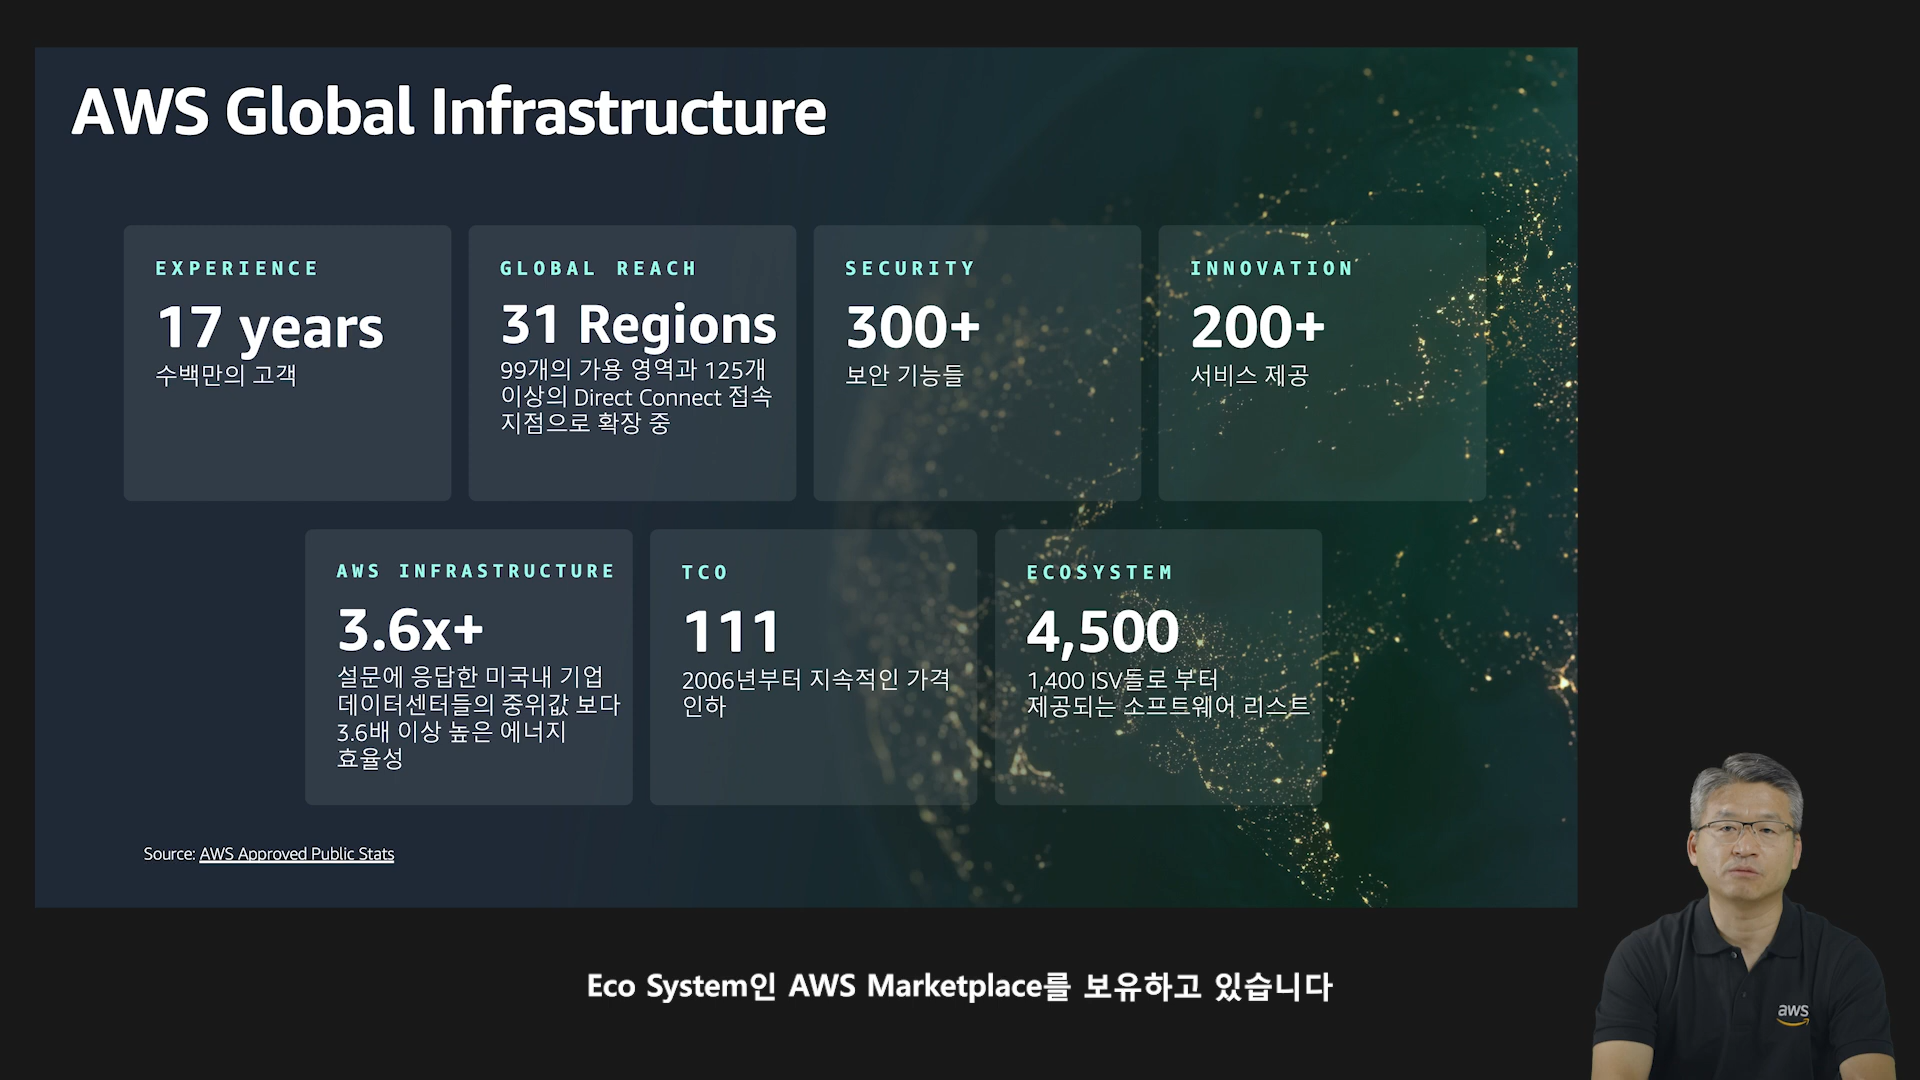 AWS Global Infrastructure
EXPERIENCE
17 years
수백만의 고객
GLOBAL REACH
31 Regions
99개의 가용 영역과 125개
이상의 Direct Connect 접속
지점으로 확장 중
SECURITY
300+
보안 기능들
INNOVATION
200+
서비스 제공
AWS INFRASTRUCTURE
3.6x+
설문에 응답한 미국내 기업
데이터센터들의 중위값 보다
3.6배 이상 높은 에너지
효율성
TCO
111
2006년부터 지속적인 가격
인하
ECOSYSTEM
4,500
1,400 ISV들로 부터
제공되는 소프트웨어 리스트
Source: AWS Approved Public Stats
aws
Eco System인 AWS Marketplace를 보유하고 있습니다